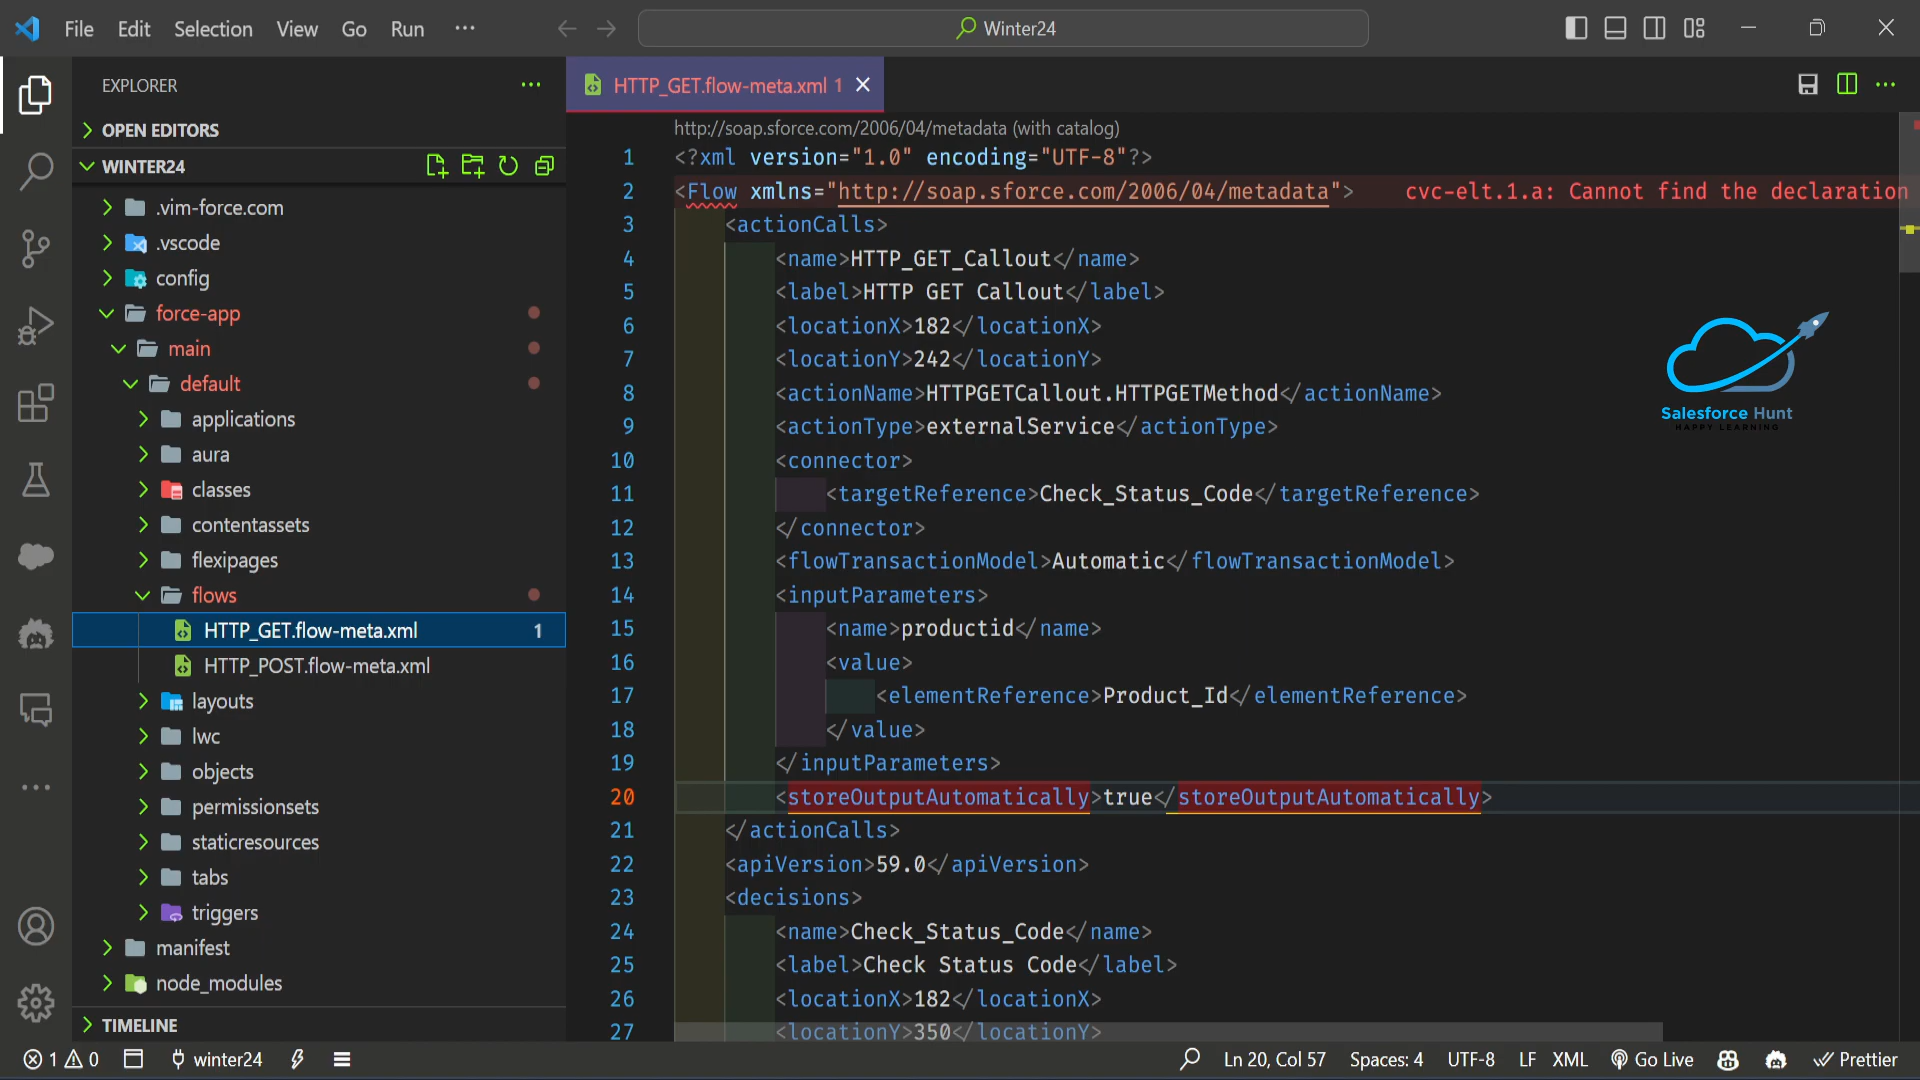 File Edit Selection View Go Run ···
Winter24
EXPLORER
OPEN EDITORS
WINTER24
.vim-force.com
.vscode
config
force-app
main
default
applications
aura
classes
contentassets
flexipages
flows
HTTP_GET.flow-meta.xml 1
HTTP_POST.flow-meta.xml
layouts
lwc
objects
permissionsets
staticresources
tabs
triggers
manifest
node_modules
TIMELINE
HTTP_GET.flow-meta.xml 1
http://soap.sforce.com/2006/04/metadata (with catalog)
1 <?xml version="1.0" encoding="UTF-8"?>
2 <Flow xmlns="http://soap.sforce.com/2006/04/metadata"> cvc-elt.1.a: Cannot find the declaration
3 <actionCalls>
4 <name>HTTP_GET_Callout</name>
5 <label>HTTP GET Callout</label>
6 <locationX>182</locationX>
7 <locationY>242</locationY>
8 <actionName>HTTPGETCallout.HTTPGETMethod</actionName>
9 <actionType>externalService</actionType>
10 <connector>
11 <targetReference>Check_Status_Code</targetReference>
12 </connector>
13 <flowTransactionModel>Automatic</flowTransactionModel>
14 <inputParameters>
15 <name>productid</name>
16 <value>
17 <elementReference>Product_Id</elementReference>
18 </value>
19 </inputParameters>
20 <storeOutputAutomatically>true</storeOutputAutomatically>
21 </actionCalls>
22 <apiVersion>59.0</apiVersion>
23 <decisions>
24 <name>Check_Status_Code</name>
25 <label>Check Status Code</label>
26 <locationX>182</locationX>
27 <locationY>350</locationY>
Salesforce Hunt
HAPPY LEARNING
1 0 winter24 Ln 20, Col 57 Spaces: 4 UTF-8 LF XML Go Live Prettier